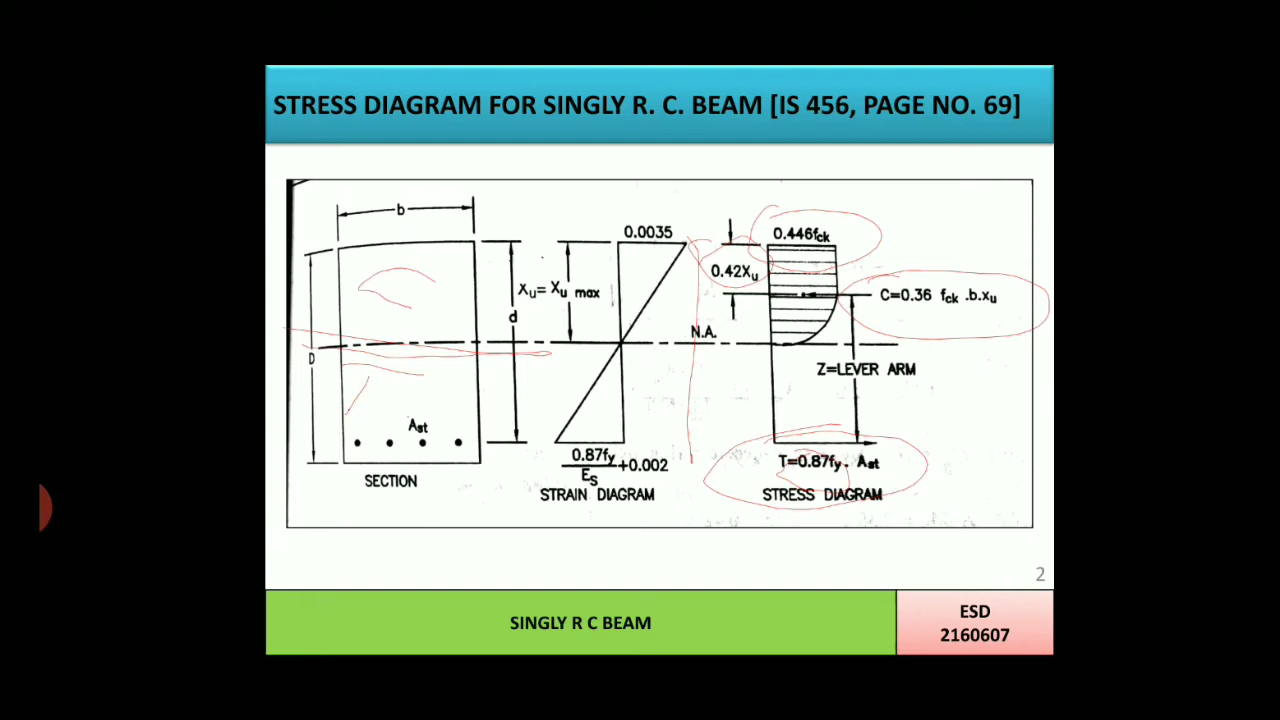 STRESS DIAGRAM FOR SINGLY R. C. BEAM [IS 456, PAGE NO. 69]
b
D
d
Ast
SECTION
Xu= Xu max
0.0035
0.87fy
Es
+0.002
STRAIN DIAGRAM
N.A.
0.446fck
0.42Xu
C=0.36 fck .b.xu
Z=LEVER ARM
T=0.87fy. Ast
STRESS DIAGRAM
2
SINGLY R C BEAM
ESD
2160607